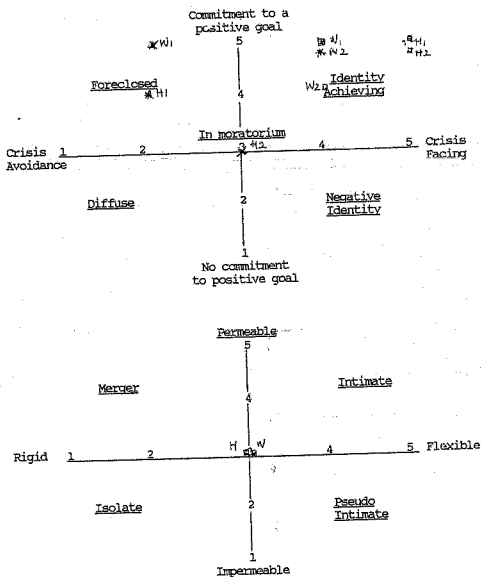 Commitment to a
positive goal
W1 5 W1 H1
W2 H2
Foreclosed Identity
H1 4 W2 Achieving
In moratorium
Crisis 1 2 3 H2 4 5 Crisis
Avoidance Facing
Diffuse 2 Negative
Identity
1
No commitment
to positive goal
Permeable
5
Merger Intimate
4
H W
Rigid 1 2 4 5 Flexible
Isolate 2 Pseudo
Intimate
1
Impermeable